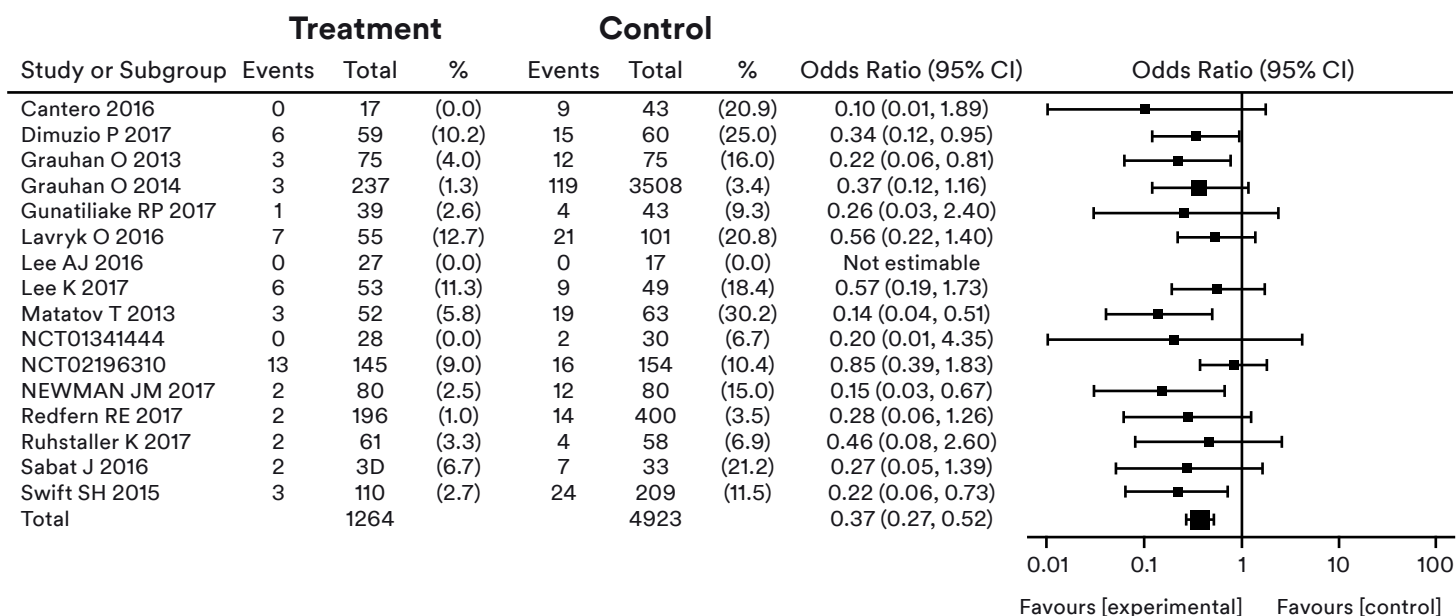 Treatment Control
Study or Subgroup Events Total % Events Total % Odds Ratio (95% CI) Odds Ratio (95% CI)
Cantero 2016 0 17 (0.0) 9 43 (20.9) 0.10 (0.01, 1.89)
Dimuzio P 2017 6 59 (10.2) 15 60 (25.0) 0.34 (0.12, 0.95)
Grauhan O 2013 3 75 (4.0) 12 75 (16.0) 0.22 (0.06, 0.81)
Grauhan O 2014 3 237 (1.3) 119 3508 (3.4) 0.37 (0.12, 1.16)
Gunatiliake RP 2017 1 39 (2.6) 4 43 (9.3) 0.26 (0.03, 2.40)
Lavryk O 2016 7 55 (12.7) 21 101 (20.8) 0.56 (0.22, 1.40)
Lee AJ 2016 0 27 (0.0) 0 17 (0.0) Not estimable
Lee K 2017 6 53 (11.3) 9 49 (18.4) 0.57 (0.19, 1.73)
Matatov T 2013 3 52 (5.8) 19 63 (30.2) 0.14 (0.04, 0.51)
NCT01341444 0 28 (0.0) 2 30 (6.7) 0.20 (0.01, 4.35)
NCT02196310 13 145 (9.0) 16 154 (10.4) 0.85 (0.39, 1.83)
NEWMAN JM 2017 2 80 (2.5) 12 80 (15.0) 0.15 (0.03, 0.67)
Redfern RE 2017 2 196 (1.0) 14 400 (3.5) 0.28 (0.06, 1.26)
Ruhstaller K 2017 2 61 (3.3) 4 58 (6.9) 0.46 (0.08, 2.60)
Sabat J 2016 2 3D (6.7) 7 33 (21.2) 0.27 (0.05, 1.39)
Swift SH 2015 3 110 (2.7) 24 209 (11.5) 0.22 (0.06, 0.73)
Total 1264 4923 0.37 (0.27, 0.52)
0.01 0.1 1 10 100
Favours [experimental] Favours [control]